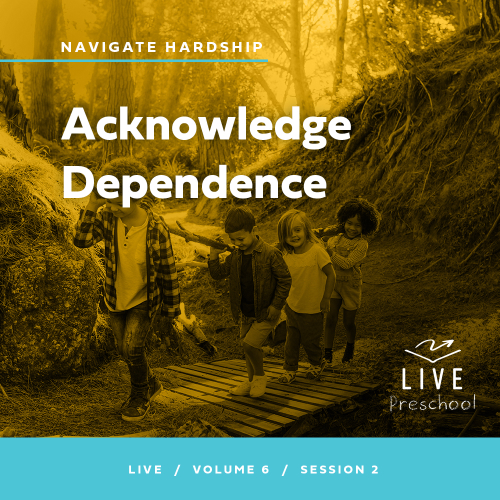 NAVIGATE HARDSHIP
Acknowledge
Dependence
LIVE
Preschool
LIVE / VOLUME 6 / SESSION 2